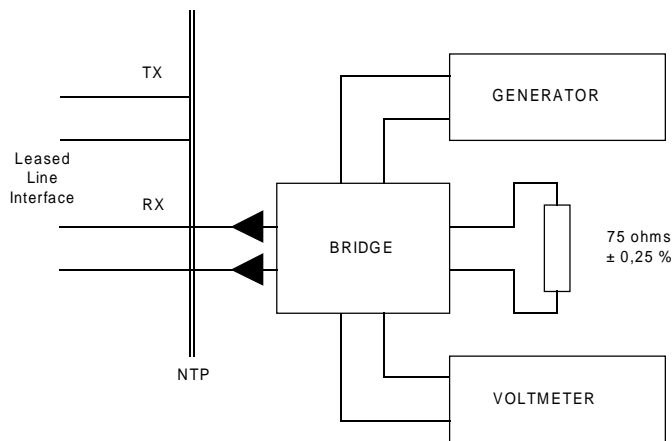 TX
GENERATOR
Leased
Line
Interface
RX
BRIDGE
75 ohms
± 0,25 %
NTP
VOLTMETER